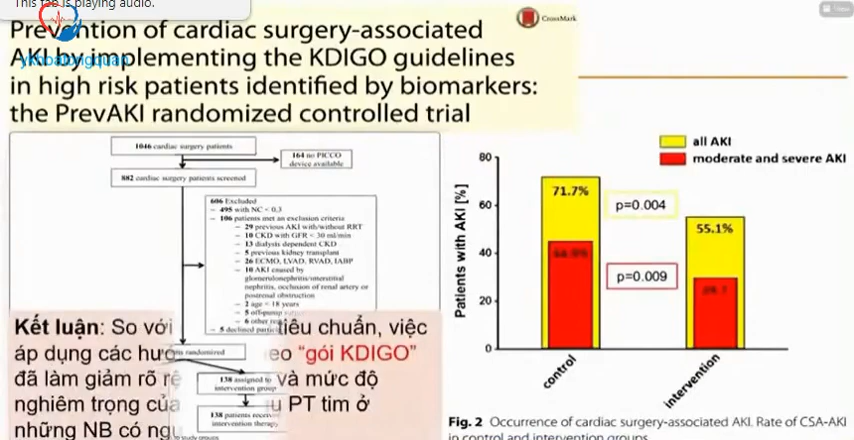 This tab is playing audio.
Prevention of cardiac surgery-associated
AKI by implementing the KDIGO guidelines
in high risk patients identified by biomarkers:
the PrevAKI randomized controlled trial
ykhoatongquan
CrossMark
1046 cardiac surgery patients
164 no PICCO
device available
882 cardiac surgery patients screened
606 Excluded
- 495 with NC < 0.3
- 106 patients met an exclusion criteria
- 29 previous AKI with/without RRT
- 10 CKD with GFR < 30 ml/min
- 13 dialysis dependent CKD
- 5 previous kidney transplant
- 26 ECMO, LVAD, RVAD, IABP
- 10 AKI caused by
glomerulonephritis/interstitial
nephritis, occlusion of renal artery or
postrenal obstruction
- 2 age < 18 years
- 5 off-pump
- 6 other
- 5 declined
randomized
138 assigned to
intervention group
138 patients
intervention therapy
study groups
Kết luận: So với tiêu chuẩn, việc
áp dụng các “gói KDIGO”
đã làm giảm rõ và mức độ
nghiêm trọng của PT tim ở
những NB có
all AKI
moderate and severe AKI
Patients with AKI [%]
80
60
40
20
0
71.7%
55.1%
p=0.004
p=0.009
control
intervention
Fig. 2 Occurrence of cardiac surgery-associated AKI. Rate of CSA-AKI
in control and intervention groups